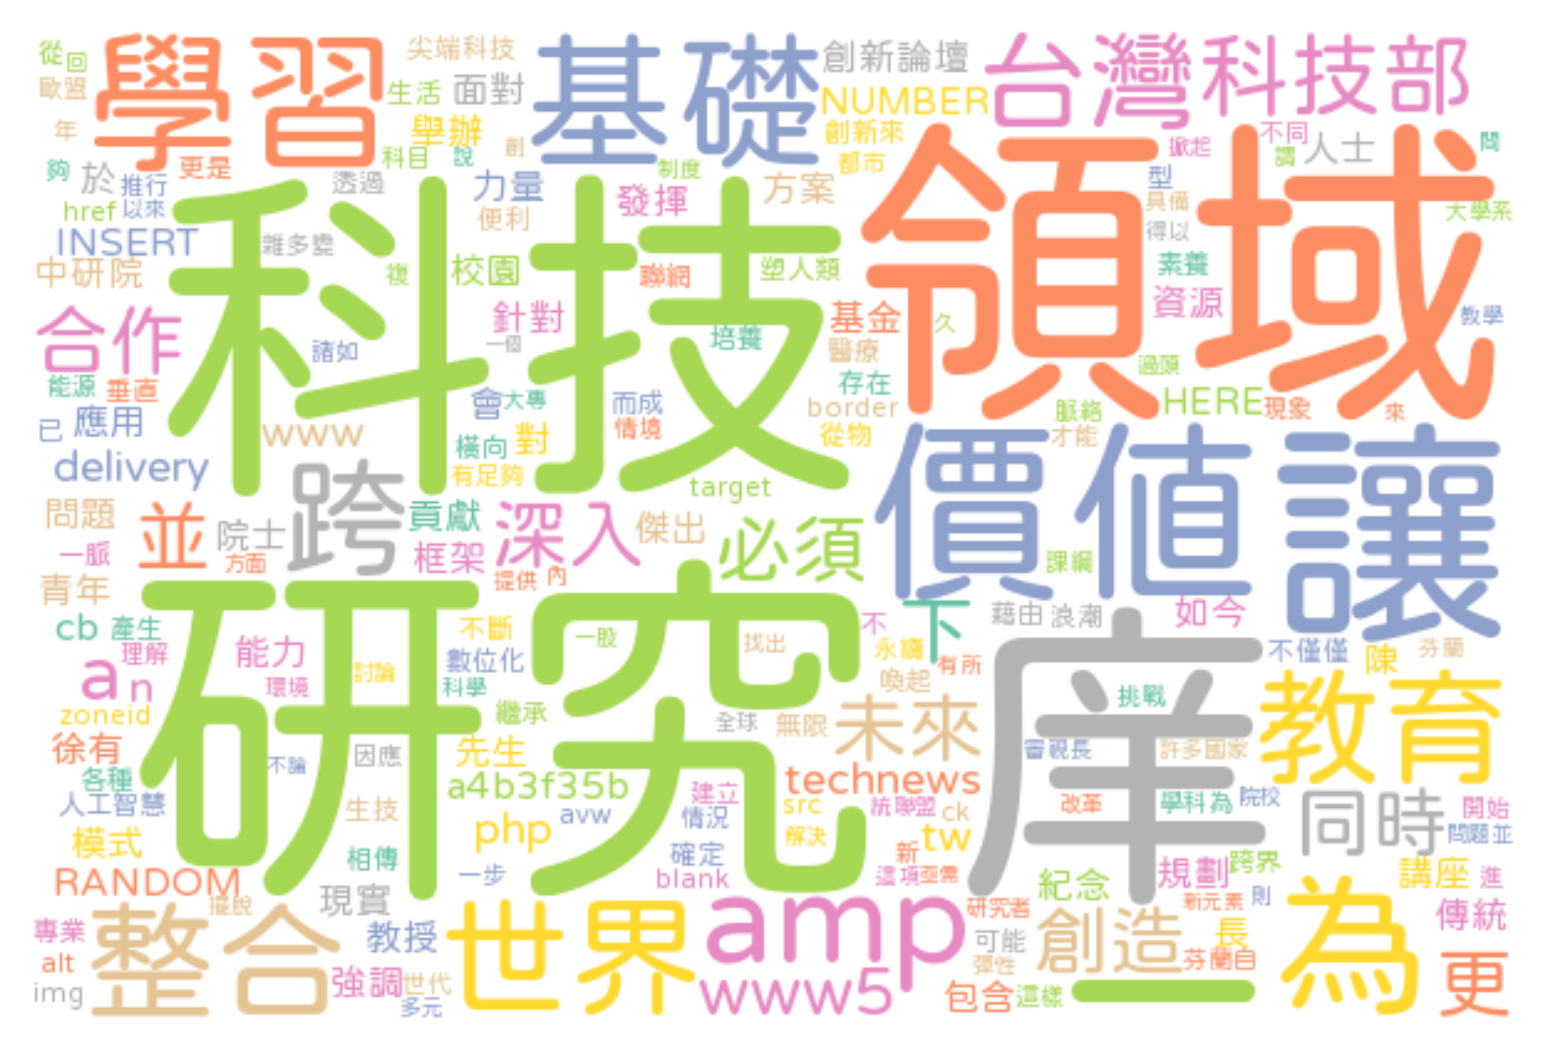 從
回
學習
尖端科技
基礎
創新論壇
台灣科技部
歐盟
生活
面對
NUMBER
年
舉辦
創新來
不同
問
科目
說
創
都市
掀起
謂
人士
夠
於
更是
推行
透過
力量
制度
發揮
方案
型
href
以來
便利
具備
大學系
INSERT
雜多變
得以
領域
科技
中研院
複
校園
聯網
塑人類
素養
資源
合作
針對
基金
久
教學
諸如
一個
培養
醫療
過頭
能源
垂直
存在
會
大專
而成
border
脈絡
HERE
現象
來
已
應用
www
橫向
對
情境
從物
才能
delivery
有足夠
target
價值
讓
問題
並
院士
跨
貢獻
深入
傑出
必須
一脈
方面
框架
提供
內
課綱
青年
研究
下
藉由
浪潮
如今
cb
產生
不斷
一股
找出
不
永續
有所
不僅僅
陳
芬蘭
an
理解
能力
討論
數位化
喚起
庠
挑戰
教育
環境
科學
zoneid
繼承
全球
無限
未來
徐有
不論
因應
先生
審視長
許多國家
各種
a4b3f35b
建立
technews
人工智慧
生技
avw
情況
src
統聯盟
ck
改革
學科為
院校
同時
開始
模式
php
解決
tw
問題並
相傳
一步
確定
新
規劃
跨界
講座
進
RANDOM
blank
這項
亟需
紀念
擺脫
現實
研究者
新元素
則
為
傳統
專業
整合
教授
世界
amp
可能
創造
長
alt
強調
世代
彈性
芬蘭自
更
img
多元
www5
包含
這樣
一